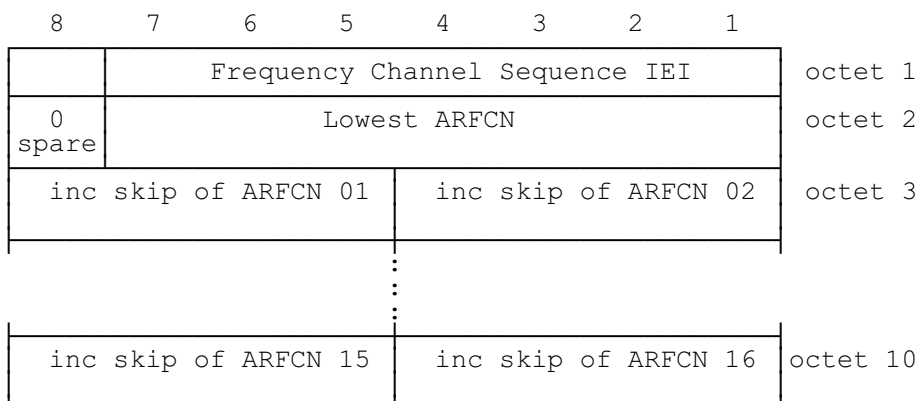 8 7 6 5 4 3 2 1
Frequency Channel Sequence IEI octet 1
0 Lowest ARFCN octet 2
spare
inc skip of ARFCN 01 inc skip of ARFCN 02 octet 3
inc skip of ARFCN 15 inc skip of ARFCN 16 octet 10